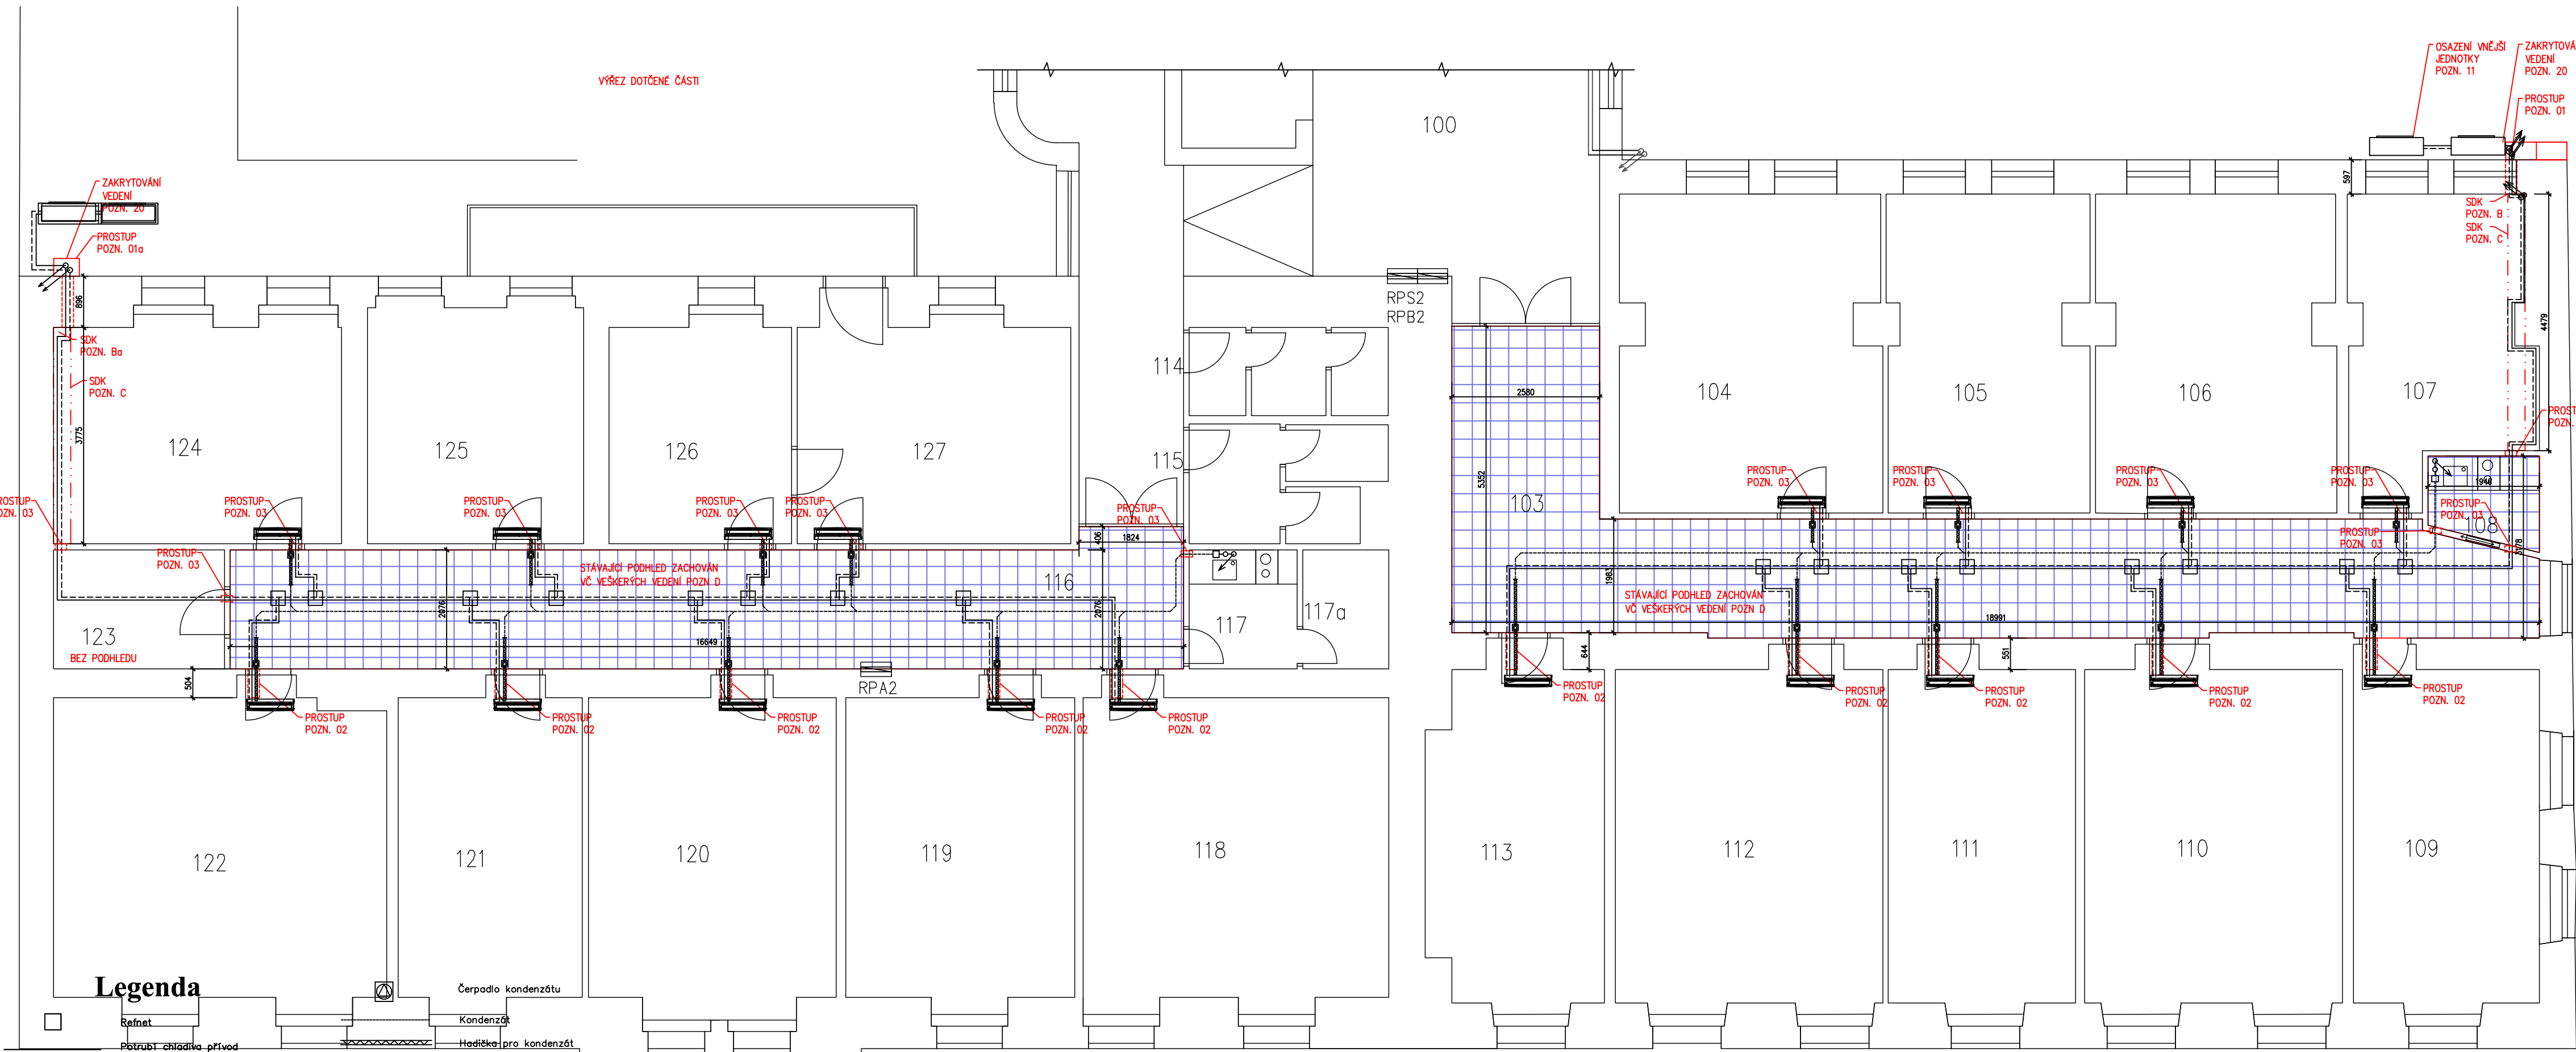 VÝŘEZ DOTČENÉ ČÁSTI
OSAZENÍ VNĚJŠÍ
JEDNOTKY
POZN. 11
VEDENÍ
POZN. 20
PROSTUP
POZN. 01
100
597
SDK
POZN. B
SDK
POZN. C
4479
ZAKRYTOVÁNÍ
VEDENÍ
POZN. 20
PROSTUP
POZN. 01a
896
SDK
POZN. Ba
SDK
POZN. C
3775
RPS2
RPB2
114
115
124
125
126
127
2580
5352
103
104
105
106
107
PROSTUP
POZN. 03
PROSTUP
POZN. 03
PROSTUP
POZN. 03
PROSTUP
POZN. 03
PROSTUP
POZN. 03
PROSTUP
POZN. 03
PROSTUP
POZN. 03
PROSTUP
POZN. 03
PROSTUP
POZN. 03
PROSTUP
POZN. 03
PROSTUP
POZN. 03
PROSTUP
POZN. 03
1946
08
406
1824
STÁVAJÍCÍ PODHLED ZACHOVÁN
VČ VEŠKERÝCH VEDENÍ POZN D
116
2076
2076
16649
123
BEZ PODHLEDU
117
117a
1983
STÁVAJÍCÍ PODHLED ZACHOVÁN
VČ VEŠKERÝCH VEDENÍ POZN D
18991
504
RPA2
644
551
PROSTUP
POZN. 02
PROSTUP
POZN. 02
PROSTUP
POZN. 02
PROSTUP
POZN. 02
PROSTUP
POZN. 02
PROSTUP
POZN. 02
PROSTUP
POZN. 02
PROSTUP
POZN. 02
PROSTUP
POZN. 02
PROSTUP
POZN. 02
122
121
120
119
118
113
112
111
110
109
Legenda
Čerpadlo kondenzátu
Refnet
Kondenzát
Potrubí chladiva přívod
Hadička pro kondenzát